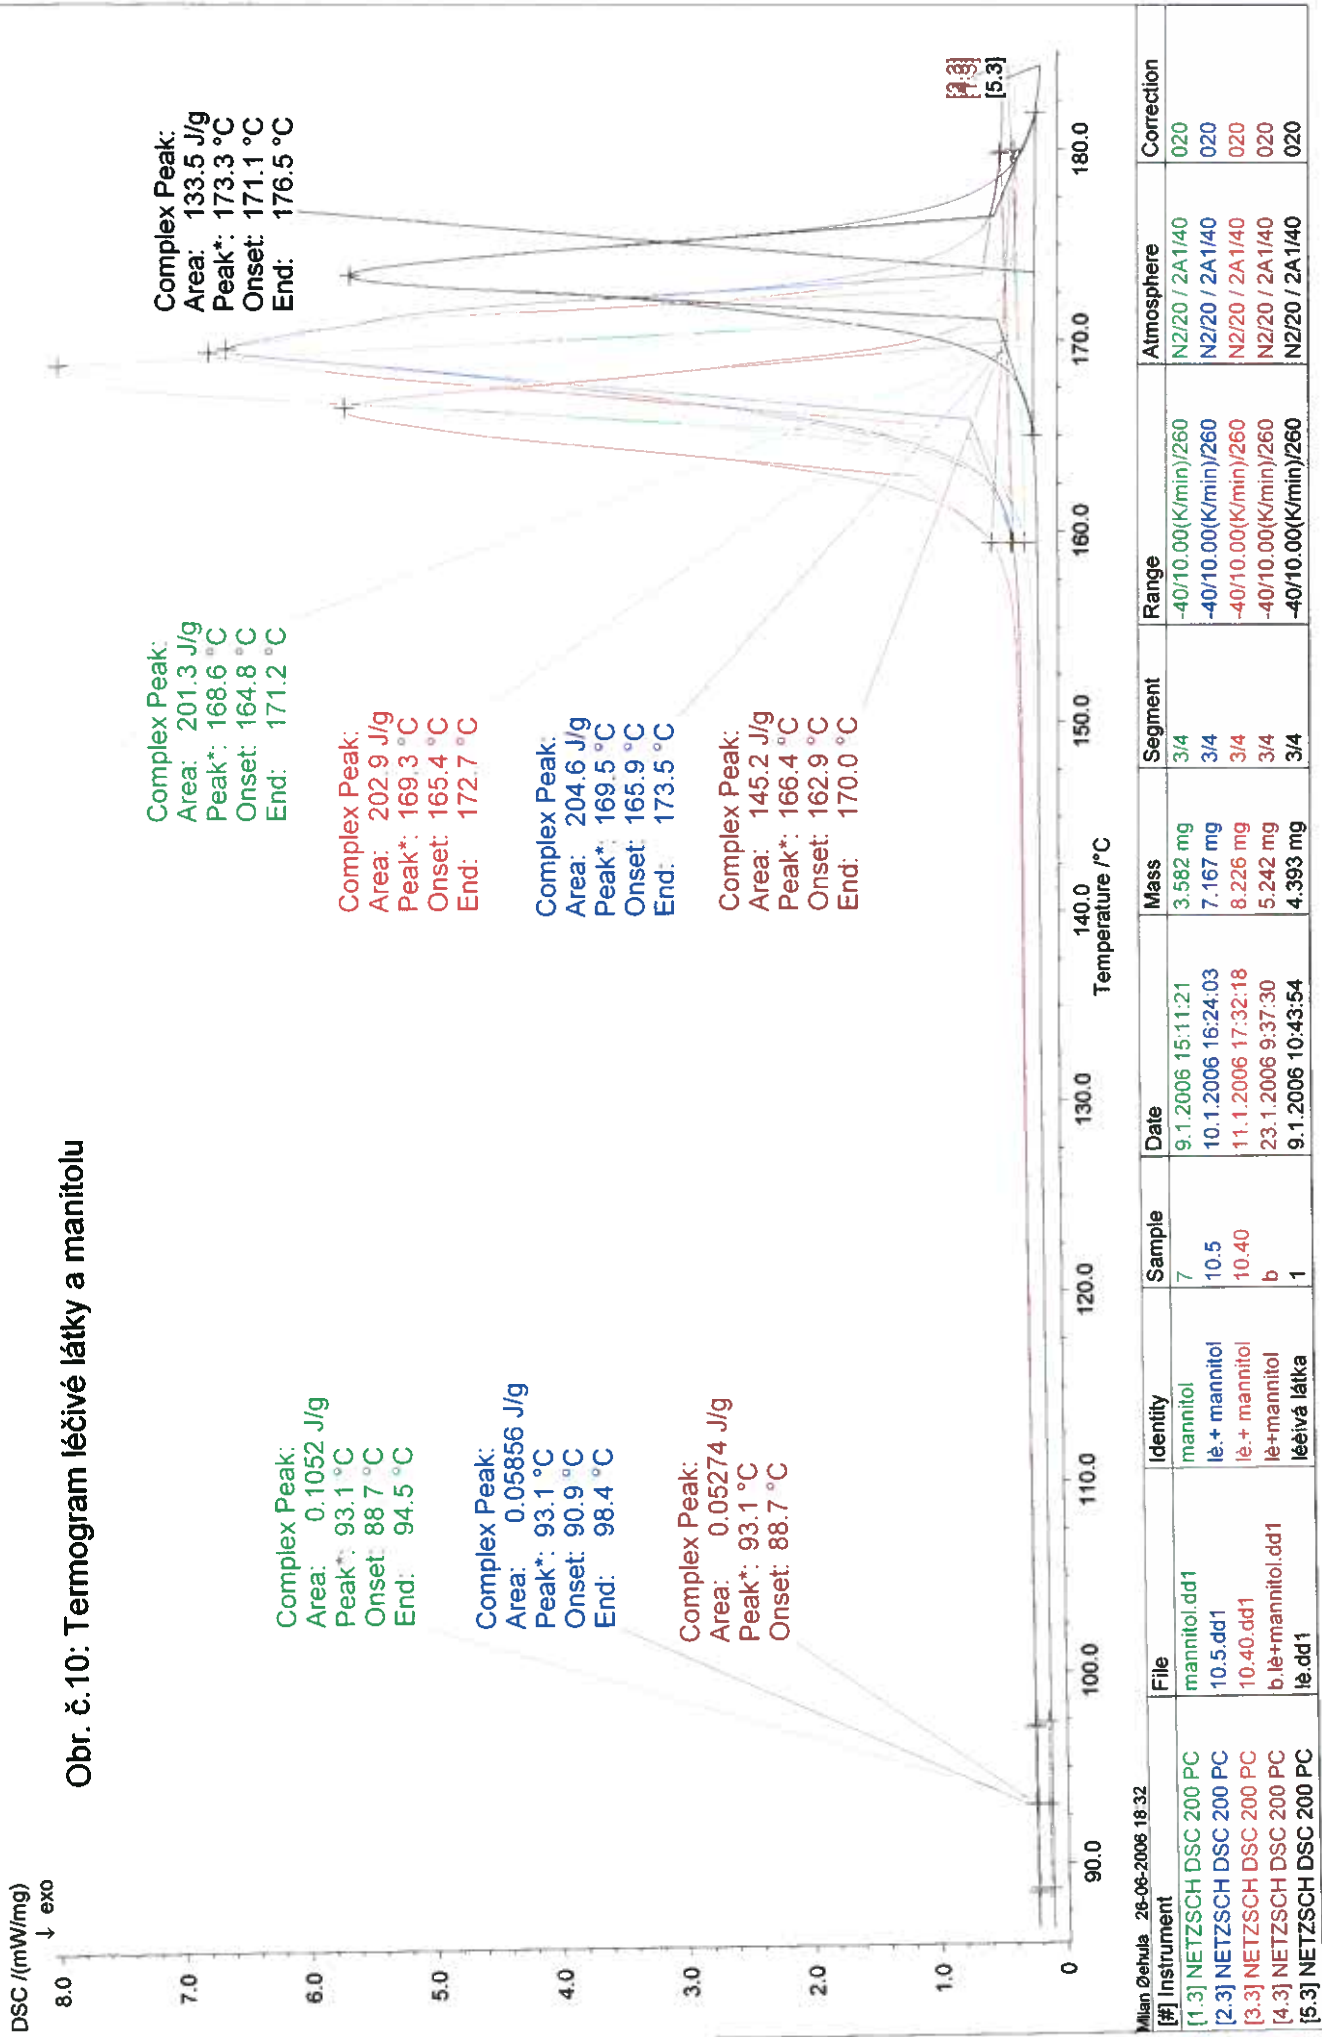 DSC /(mW/mg)
↓ exo
Obr. č.10: Termogram léčivé látky a manitolu
8.0
7.0
6.0
5.0
4.0
3.0
2.0
1.0
0
Complex Peak:
Area: 133.5 J/g
Peak*: 173.3 °C
Onset: 171.1 °C
End: 176.5 °C
Complex Peak:
Area: 201.3 J/g
Peak*: 168.6 °C
Onset: 164.8 °C
End: 171.2 °C
Complex Peak:
Area: 202.9 J/g
Peak*: 169.3 °C
Onset: 165.4 °C
End: 172.7 °C
Complex Peak:
Area: 204.6 J/g
Peak*: 169.5 °C
Onset: 165.9 °C
End: 173.5 °C
Complex Peak:
Area: 145.2 J/g
Peak*: 166.4 °C
Onset: 162.9 °C
End: 170.0 °C
Complex Peak:
Area: 0.1052 J/g
Peak*: 93.1 °C
Onset: 88.7 °C
End: 94.5 °C
Complex Peak:
Area: 0.05856 J/g
Peak*: 93.1 °C
Onset: 90.9 °C
End: 98.4 °C
Complex Peak:
Area: 0.05274 J/g
Peak*: 93.1 °C
Onset: 88.7 °C
[5.3]
90.0 100.0 110.0 120.0 130.0 140.0 150.0 160.0 170.0 180.0
Temperature /°C
Milan Øehula 26-06-2006 18:32
[#] Instrument File Identity Sample Date Mass Segment Range Atmosphere Correction
[1.3] NETZSCH DSC 200 PC mannitol.dd1 mannitol 7 9.1.2006 15:11:21 3.582 mg 3/4 -40/10.00(K/min)/260 N2/20 / 2A1/40 020
[2.3] NETZSCH DSC 200 PC 10.5.dd1 lè.+ mannitol 10.5 10.1.2006 16:24:03 7.167 mg 3/4 -40/10.00(K/min)/260 N2/20 / 2A1/40 020
[3.3] NETZSCH DSC 200 PC 10.40.dd1 lè.+ mannitol 10.40 11.1.2006 17:32:18 8.226 mg 3/4 -40/10.00(K/min)/260 N2/20 / 2A1/40 020
[4.3] NETZSCH DSC 200 PC b.lè+mannitol.dd1 lè+mannitol b 23.1.2006 9:37:30 5.242 mg 3/4 -40/10.00(K/min)/260 N2/20 / 2A1/40 020
[5.3] NETZSCH DSC 200 PC lè.dd1 léèivá látka 1 9.1.2006 10:43:54 4.393 mg 3/4 -40/10.00(K/min)/260 N2/20 / 2A1/40 020